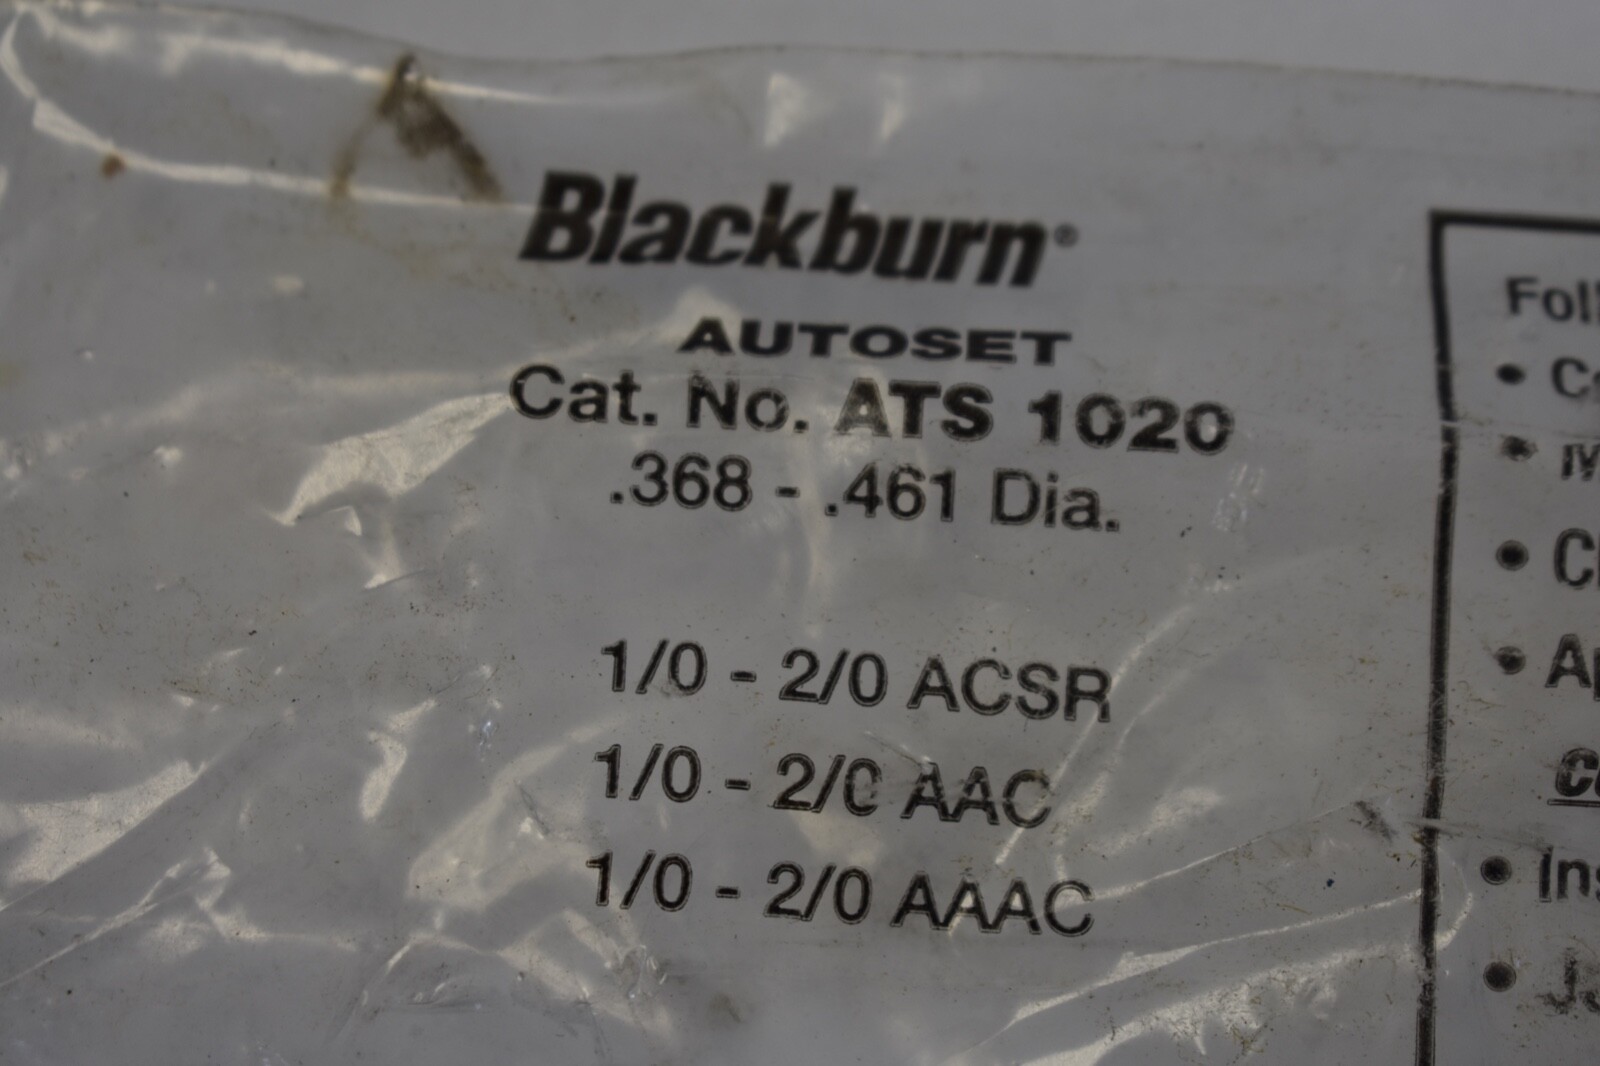 Blackburn®
AUTOSET
Cat. No. ATS 1020
.368 - .461 Dia.
1/0 - 2/0 ACSR
1/0 - 2/0 AAC
1/0 - 2/0 AAAC